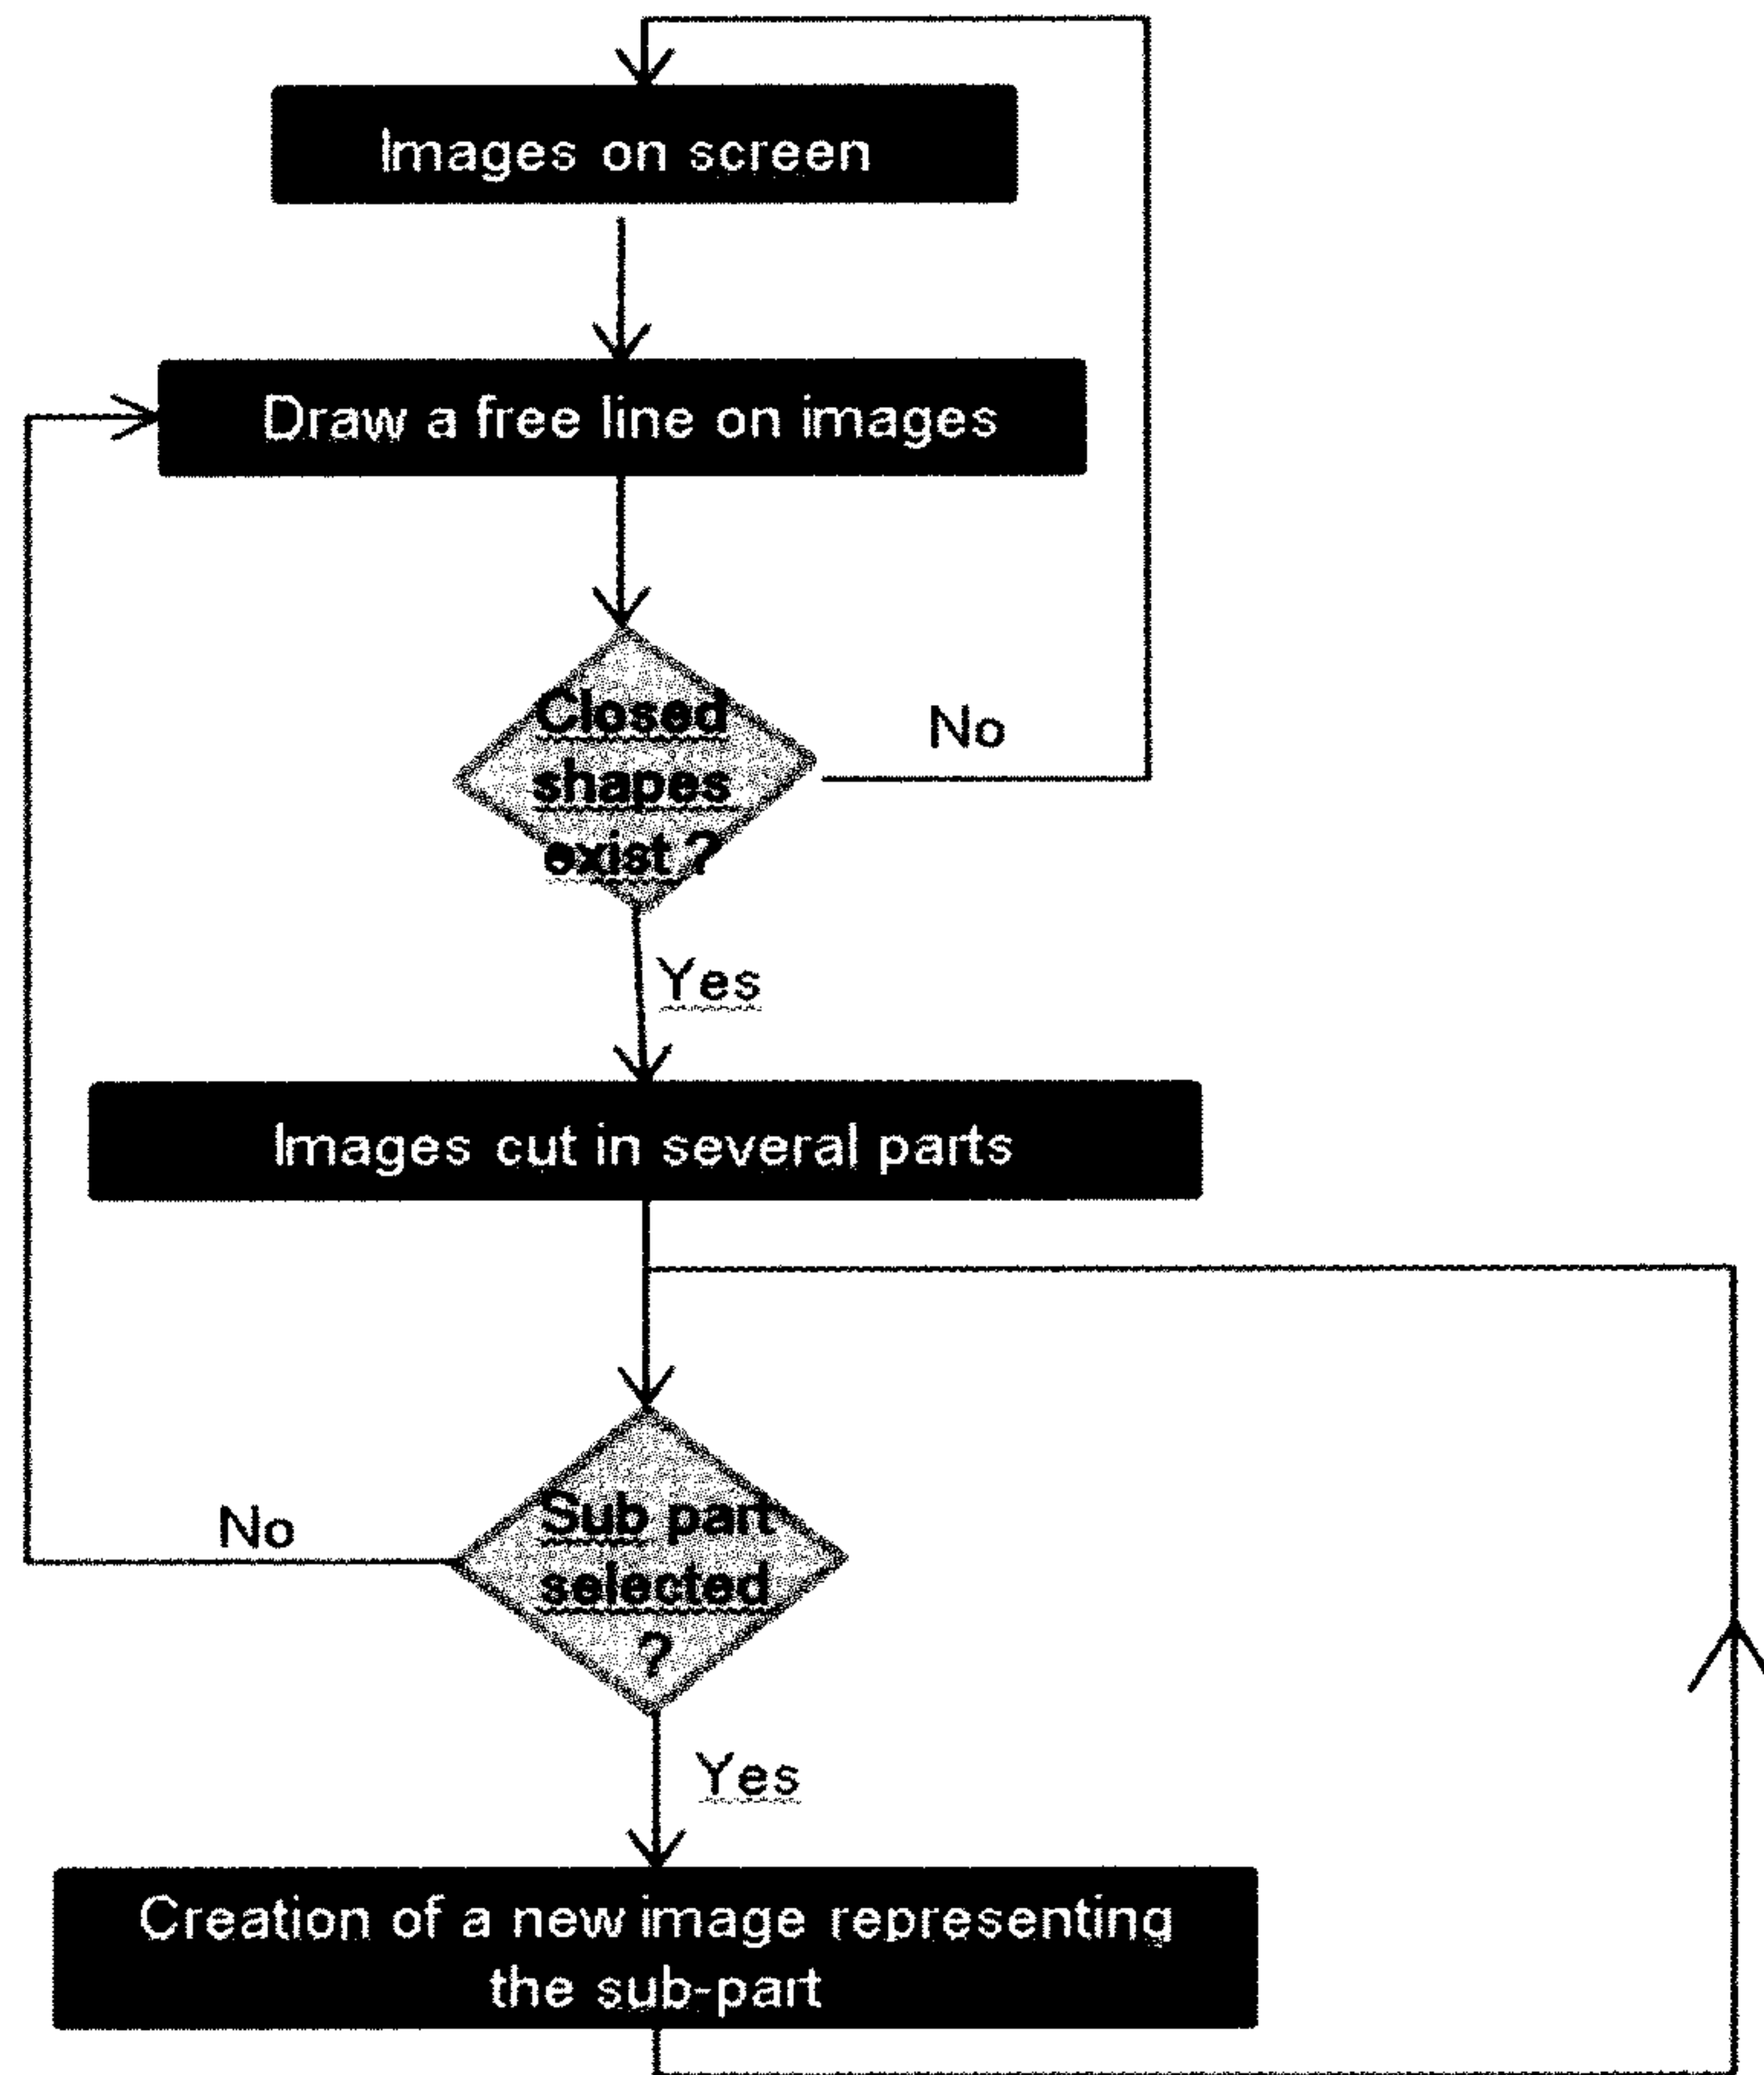 Images on screen
Draw a free line on images
Closed
shapes
exist ?
No
Yes
Images cut in several parts
Sub part
selected
?
No
Yes
Creation of a new image representing
the sub-part